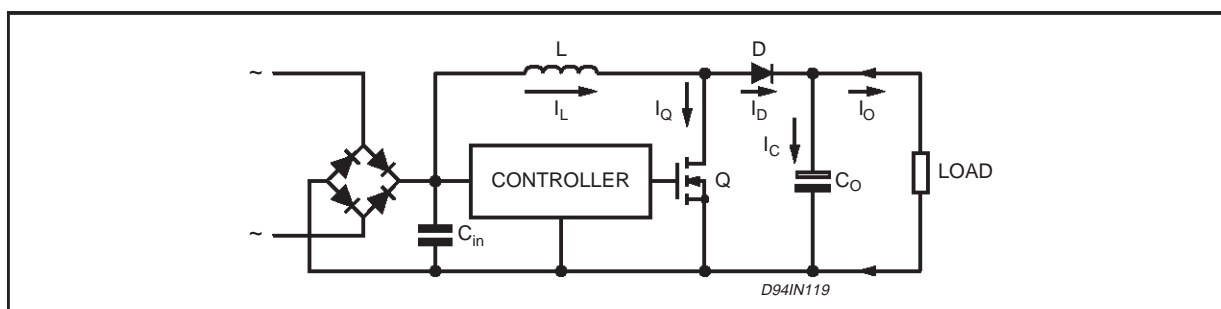 L
D
~
I_L
I_Q
I_D
I_O
I_C
CONTROLLER
Q
C_O
LOAD
~
C_in
D94IN119